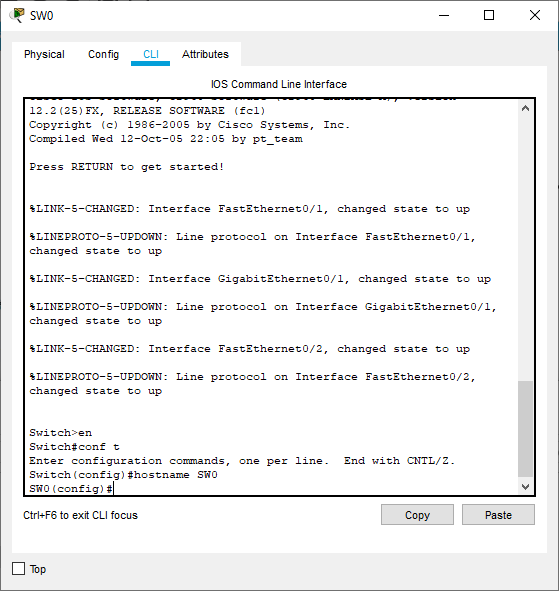 SW0
Physical Config CLI Attributes
IOS Command Line Interface
12.2(25)FX, RELEASE SOFTWARE (fc1)
Copyright (c) 1986-2005 by Cisco Systems, Inc.
Compiled Wed 12-Oct-05 22:05 by pt_team
Press RETURN to get started!
%LINK-5-CHANGED: Interface FastEthernet0/1, changed state to up
%LINEPROTO-5-UPDOWN: Line protocol on Interface FastEthernet0/1,
changed state to up
%LINK-5-CHANGED: Interface GigabitEthernet0/1, changed state to up
%LINEPROTO-5-UPDOWN: Line protocol on Interface GigabitEthernet0/1,
changed state to up
%LINK-5-CHANGED: Interface FastEthernet0/2, changed state to up
%LINEPROTO-5-UPDOWN: Line protocol on Interface FastEthernet0/2,
changed state to up
Switch>en
Switch#conf t
Enter configuration commands, one per line.  End with CNTL/Z.
Switch(config)#hostname SW0
SW0(config)#
Ctrl+F6 to exit CLI focus
Copy Paste
Top